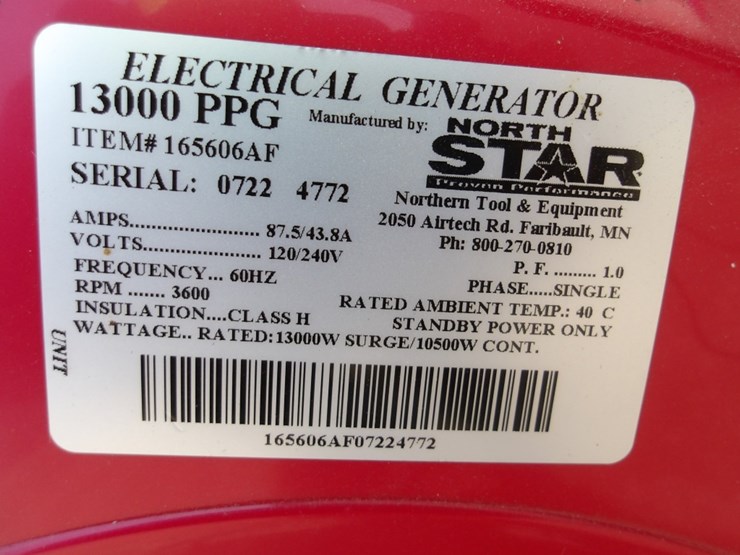 ELECTRICAL GENERATOR
13000 PPG
Manufactured by:
NORTH
STAR
Proven Performance
ITEM# 165606AF
SERIAL: 0722 4772
Northern Tool & Equipment
2050 Airtech Rd. Faribault, MN
Ph: 800-270-0810
AMPS.............................. 87.5/43.8A
VOLTS........................... 120/240V
FREQUENCY... 60HZ
RPM ....... 3600
INSULATION....CLASS H
P. F. ......... 1.0
PHASE.....SINGLE
RATED AMBIENT TEMP.: 40 C
STANDBY POWER ONLY
WATTAGE.. RATED:13000W SURGE/10500W CONT.
UNIT
165606AF07224772